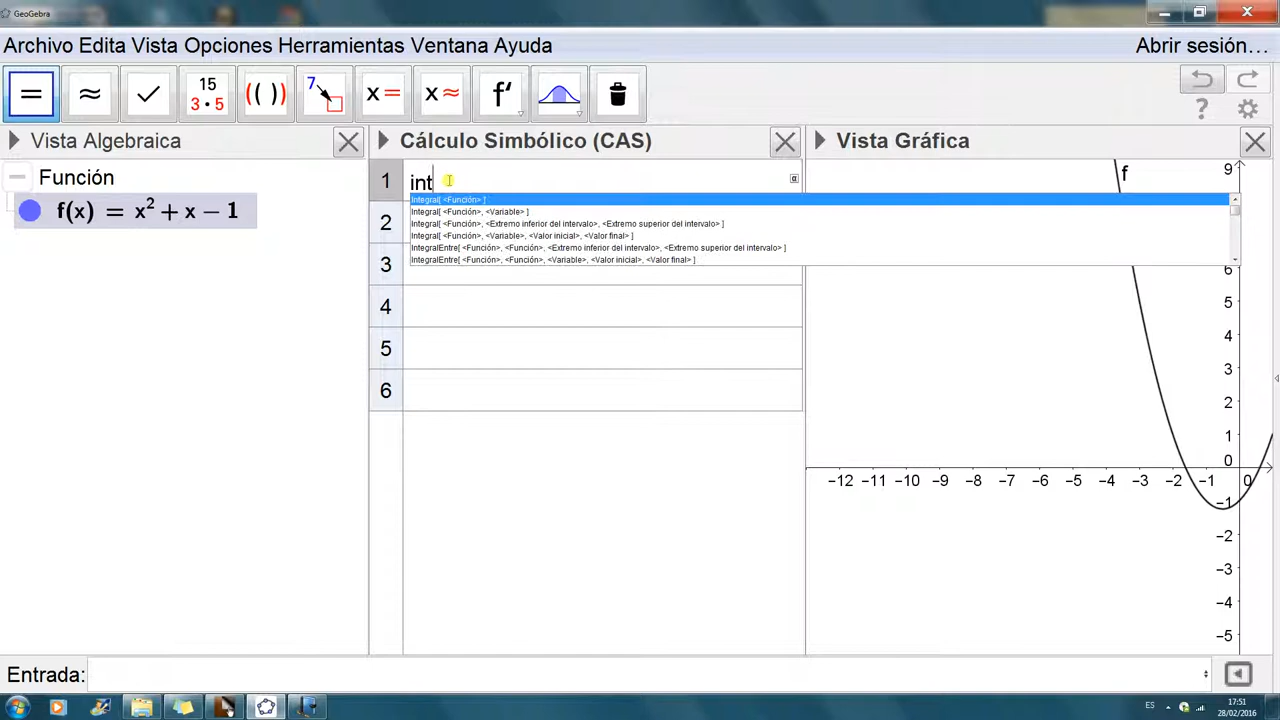 GeoGebra
Archivo Edita Vista Opciones Herramientas Ventana Ayuda
Abrir sesión...
= ≈ ✓ 15 3·5 (( )) 7 x = x ≈ f′
?
Vista Algebraica
Cálculo Simbólico (CAS)
Vista Gráfica
Función
f(x) = x² + x − 1
1 int
α
Integral[ <Función> ]
Integral[ <Función>, <Variable> ]
Integral[ <Función>, <Extremo inferior del intervalo>, <Extremo superior del intervalo> ]
Integral[ <Función>, <Variable>, <Valor inicial>, <Valor final> ]
IntegralEntre[ <Función>, <Función>, <Extremo inferior del intervalo>, <Extremo superior del intervalo> ]
IntegralEntre[ <Función>, <Función>, <Variable>, <Valor inicial>, <Valor final> ]
2
3
4
5
6
f
9
6
5
4
3
2
1
0
−12 −11 −10 −9 −8 −7 −6 −5 −4 −3 −2 −1 0
−1
−2
−3
−4
−5
Entrada:
ES
17:51
28/02/2016